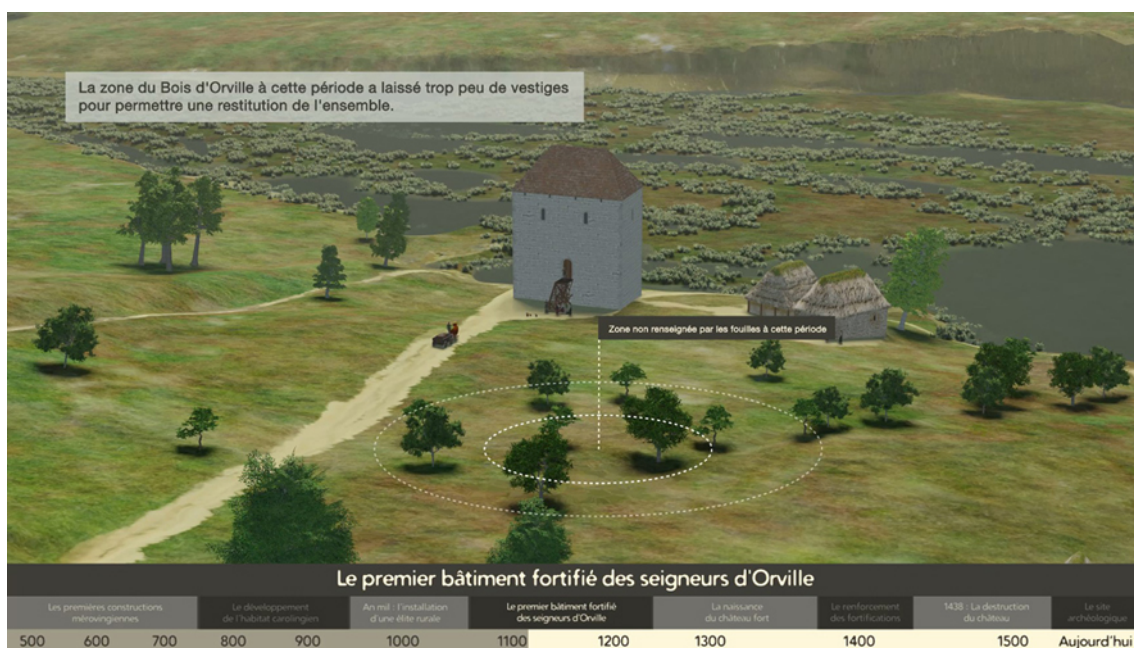 La zone du Bois d'Orville à cette période a laissé trop peu de vestiges
pour permettre une restitution de l'ensemble.
Zone non renseignée par les fouilles à cette période
Le premier bâtiment fortifié des seigneurs d'Orville
Les premières constructions
mérovingiennes
Le développement
de l'habitat carolingien
An mil : l'installation
d'une élite rurale
Le premier bâtiment fortifié
des seigneurs d'Orville
La naissance
du château fort
Le renforcement
des fortifications
1438 : La destruction
du château
Le site
archéologique
500 600 700 800 900 1000 1100 1200 1300 1400 1500 Aujourd'hui